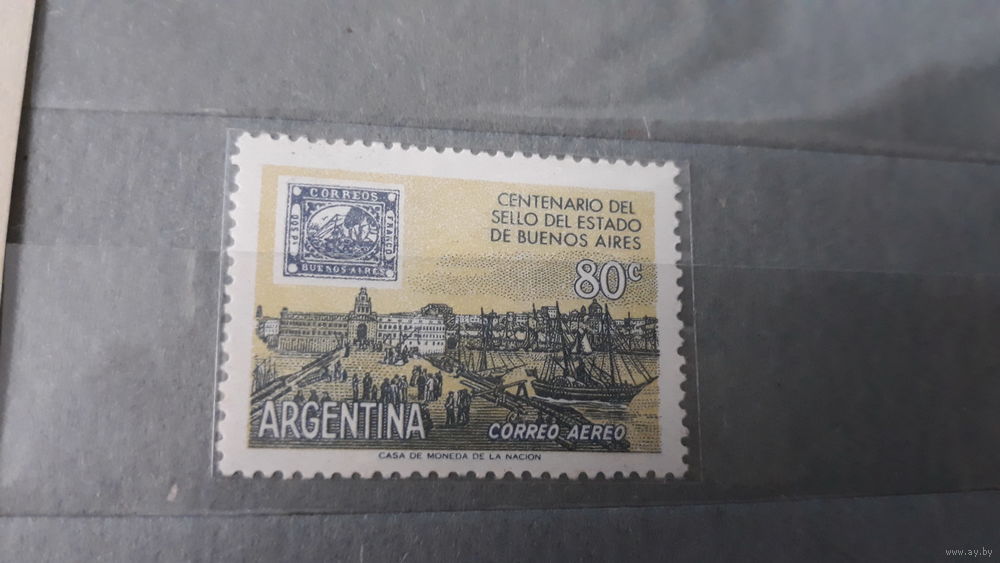 CORREOS
FRANCO
BUENOS AIRES
CENTENARIO DEL
SELLO DEL ESTADO
DE BUENOS AIRES
80c
ARGENTINA
CORREO AEREO
CASA DE MONEDA DE LA NACION
www.ay.by